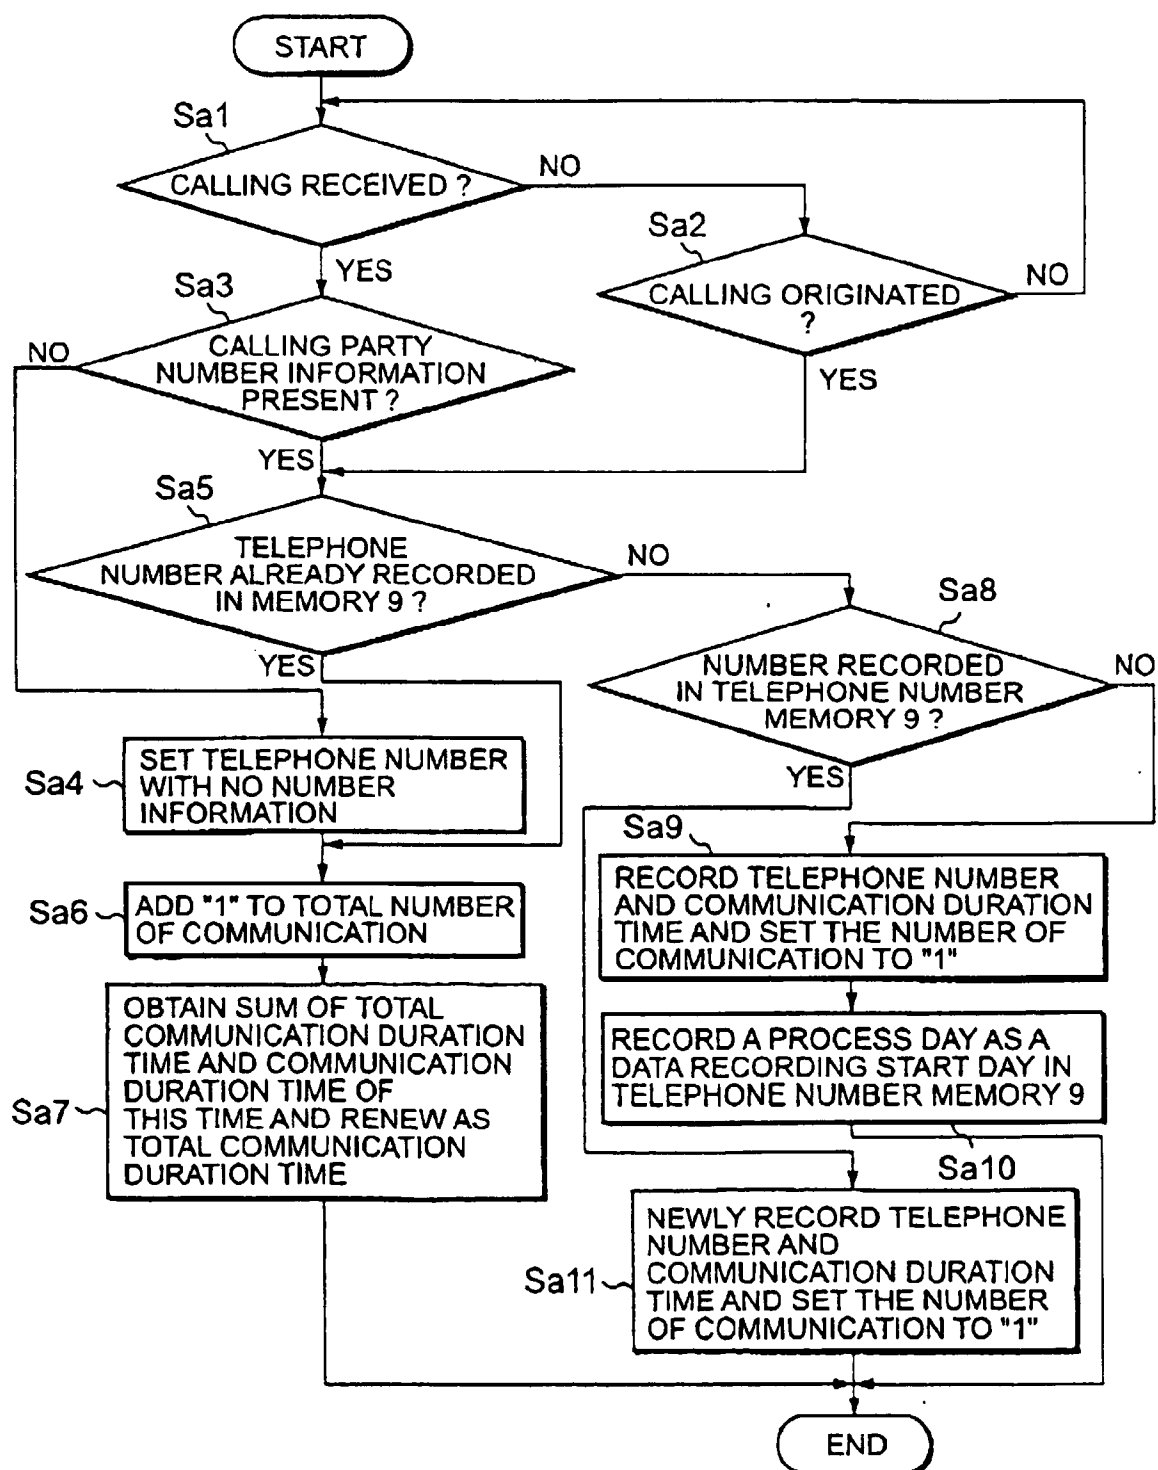 START
Sa1
CALLING RECEIVED ?
NO
Sa2
CALLING ORIGINATED
?
NO
YES
YES
Sa3
CALLING PARTY
NUMBER INFORMATION
PRESENT ?
NO
YES
Sa5
TELEPHONE
NUMBER ALREADY RECORDED
IN MEMORY 9 ?
NO
YES
Sa8
NUMBER RECORDED
IN TELEPHONE NUMBER
MEMORY 9 ?
NO
YES
Sa4
SET TELEPHONE NUMBER
WITH NO NUMBER
INFORMATION
Sa6
ADD "1" TO TOTAL NUMBER
OF COMMUNICATION
Sa7
OBTAIN SUM OF TOTAL
COMMUNICATION DURATION
TIME AND COMMUNICATION
DURATION TIME OF
THIS TIME AND RENEW AS
TOTAL COMMUNICATION
DURATION TIME
Sa9
RECORD TELEPHONE NUMBER
AND COMMUNICATION DURATION
TIME AND SET THE NUMBER OF
COMMUNICATION TO "1"
RECORD A PROCESS DAY AS A
DATA RECORDING START DAY IN
TELEPHONE NUMBER MEMORY 9
Sa10
Sa11
NEWLY RECORD TELEPHONE
NUMBER AND
COMMUNICATION DURATION
TIME AND SET THE NUMBER
OF COMMUNICATION TO "1"
END